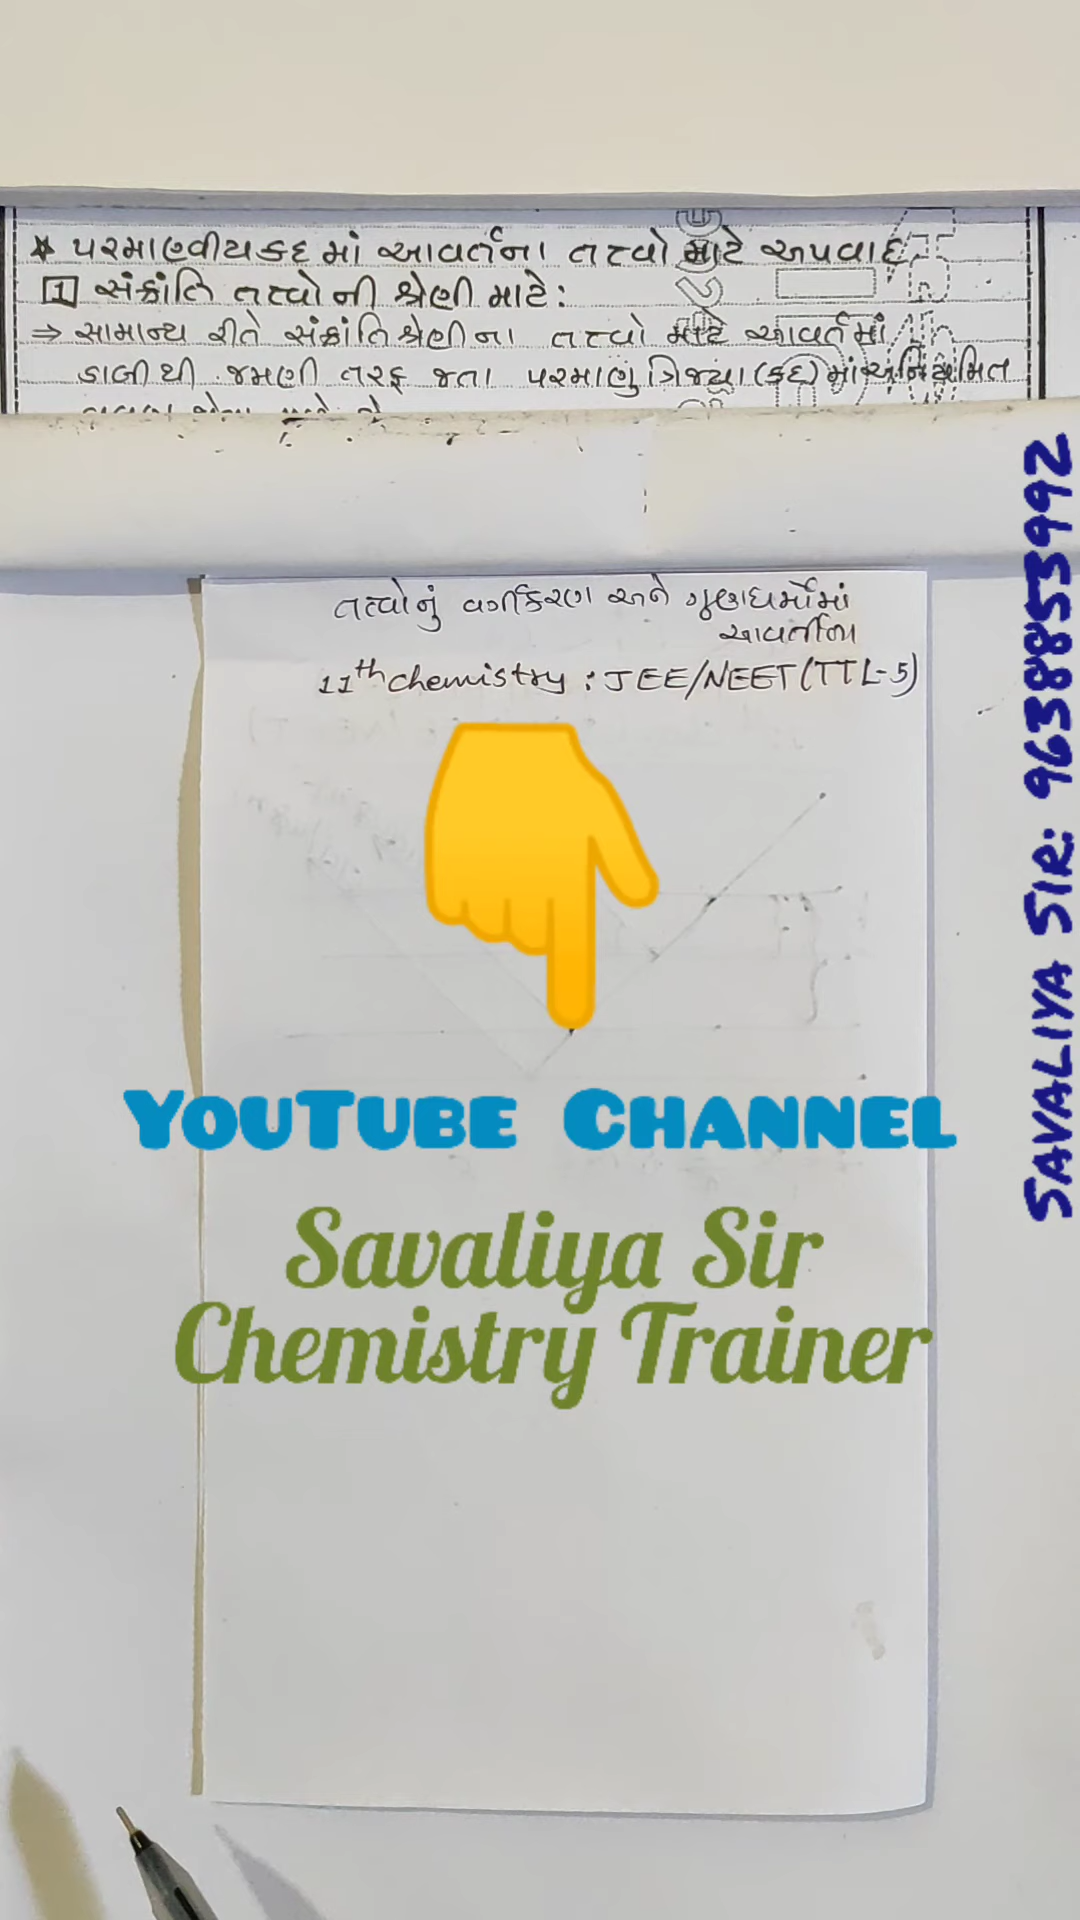 * પરમાણ્વીયકદ માં આવર્તના તત્વો માટે અપવાદ
1 સંક્રાંતિ તત્વોની શ્રેણી માટે:
⇒ સામાન્ય રીતે સંક્રાંતિશ્રેણીના તત્વો માટે આવર્તમાં
ડાબીથી જમણી તરફ જતા પરમાણું ત્રિજ્યા(કદ)માં અનિયમિત
તત્વોનું વર્ગીકરણ અને ગુણધર્મોમાં
આવર્તીતા
11th chemistry : JEE/NEET(TTL-5)
YouTube Channel
Savaliya Sir
Chemistry Trainer
SAVALIYA SIR: 9638853992